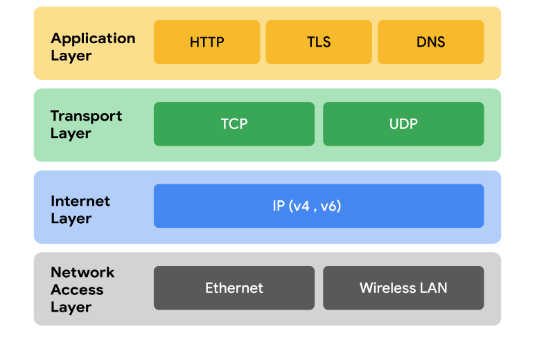 Application
Layer
HTTP
TLS
DNS
Transport
Layer
TCP
UDP
Internet
Layer
IP (v4 , v6)
Network
Access
Layer
Ethernet
Wireless LAN